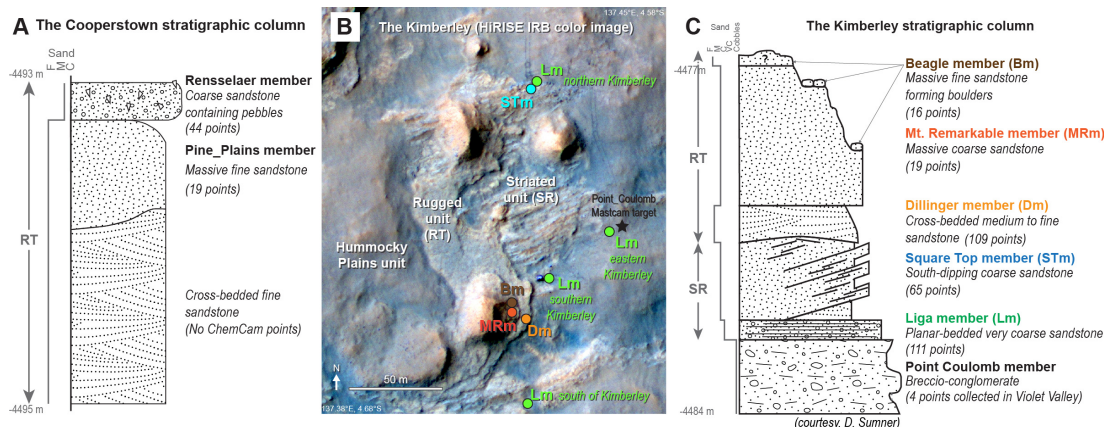 A The Cooperstown stratigraphic column
Sand
F
M
C
-4493 m
RT
-4495 m
Rensselaer member
Coarse sandstone
containing pebbles
(44 points)
Pine_Plains member
Massive fine sandstone
(19 points)
Cross-bedded fine
sandstone
(No ChemCam points)
B
137.45°E, 4.58°S
The Kimberley (HiRISE IRB color image)
Lm
northern Kimberley
STm
Striated
unit (SR)
Rugged
unit
(RT)
Point_Coulomb,
Mastcam target
Lm
eastern
Kimberley
Hummocky
Plains unit
Lm
southern
Kimberley
Bm
MRm
Dm
N
50 m
Lm south of Kimberley
137.38°E, 4.68°S
C The Kimberley stratigraphic column
Sand
F
M
C
VC
Cobbles
-4477m
RT
SR
-4484 m
?
Beagle member (Bm)
Massive fine sandstone
forming boulders
(16 points)
Mt. Remarkable member (MRm)
Massive coarse sandstone
(19 points)
Dillinger member (Dm)
Cross-bedded medium to fine
sandstone (109 points)
Square Top member (STm)
South-dipping coarse sandstone
(65 points)
Liga member (Lm)
Planar-bedded very coarse sandstone
(111 points)
Point Coulomb member
Breccio-conglomerate
(4 points collected in Violet Valley)
(courtesy, D. Sumner)